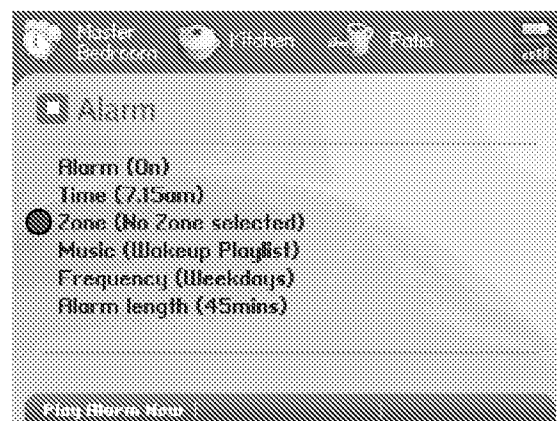 Master
Bedroom
Kitchen
Patio
Alarm
Alarm (On)
Time (7.15am)
Zone (No Zone selected)
Music (Wakeup Playlist)
Frequency (Weekdays)
Alarm length (45mins)
Play Alarm Now